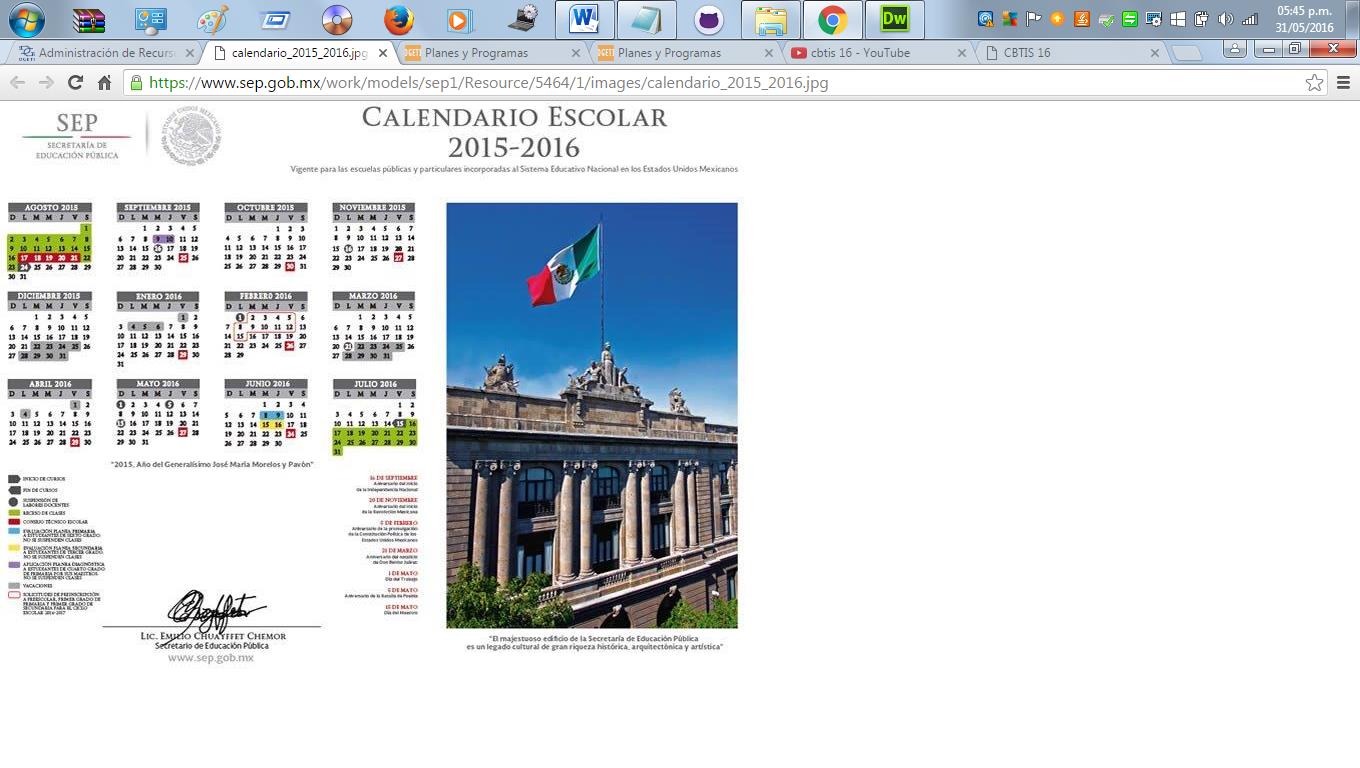 05:45 p.m.
31/05/2016
Administración de Recurs
calendario_2015_2016.jpg
Planes y Programas
Planes y Programas
cbtis 16 - YouTube
CBTIS 16
https://www.sep.gob.mx/work/models/sep1/Resource/5464/1/images/calendario_2015_2016.jpg
SEP
SECRETARÍA DE
EDUCACIÓN PÚBLICA
CALENDARIO ESCOLAR
2015-2016
Vigente para las escuelas públicas y particulares incorporadas al Sistema Educativo Nacional en los Estados Unidos Mexicanos
AGOSTO 2015
D L M M J V S
1
2 3 4 5 6 7 8
9 10 11 12 13 14 15
16 17 18 19 20 21 22
23 24 25 26 27 28 29
30 31
SEPTIEMBRE 2015
D L M M J V S
1 2 3 4 5
6 7 8 9 10 11 12
13 14 15 16 17 18 19
20 21 22 23 24 25 26
27 28 29 30
OCTUBRE 2015
D L M M J V S
1 2 3
4 5 6 7 8 9 10
11 12 13 14 15 16 17
18 19 20 21 22 23 24
25 26 27 28 29 30 31
NOVIEMBRE 2015
D L M M J V S
1 2 3 4 5 6 7
8 9 10 11 12 13 14
15 16 17 18 19 20 21
22 23 24 25 26 27 28
29 30
DICIEMBRE 2015
D L M M J V S
1 2 3 4 5
6 7 8 9 10 11 12
13 14 15 16 17 18 19
20 21 22 23 24 25 26
27 28 29 30 31
ENERO 2016
D L M M J V S
1 2
3 4 5 6 7 8 9
10 11 12 13 14 15 16
17 18 19 20 21 22 23
24 25 26 27 28 29 30
31
FEBRERO 2016
D L M M J V S
1 2 3 4 5 6
7 8 9 10 11 12 13
14 15 16 17 18 19 20
21 22 23 24 25 26 27
28 29
MARZO 2016
D L M M J V S
1 2 3 4 5
6 7 8 9 10 11 12
13 14 15 16 17 18 19
20 21 22 23 24 25 26
27 28 29 30 31
ABRIL 2016
D L M M J V S
1 2
3 4 5 6 7 8 9
10 11 12 13 14 15 16
17 18 19 20 21 22 23
24 25 26 27 28 29 30
MAYO 2016
D L M M J V S
1 2 3 4 5 6 7
8 9 10 11 12 13 14
15 16 17 18 19 20 21
22 23 24 25 26 27 28
29 30 31
JUNIO 2016
D L M M J V S
1 2 3 4
5 6 7 8 9 10 11
12 13 14 15 16 17 18
19 20 21 22 23 24 25
26 27 28 29 30
JULIO 2016
D L M M J V S
1 2
3 4 5 6 7 8 9
10 11 12 13 14 15 16
17 18 19 20 21 22 23
24 25 26 27 28 29 30
31
"2015, Año del Generalísimo José María Morelos y Pavón"
INICIO DE CURSOS
FIN DE CURSOS
SUSPENSIÓN DE
LABORES DOCENTES
RECESO DE CLASES
CONSEJO TÉCNICO ESCOLAR
EVALUACIÓN PLANEA PRIMARIA
A ESTUDIANTES DE SEXTO GRADO.
NO SE SUSPENDEN CLASES
EVALUACIÓN PLANEA SECUNDARIA
A ESTUDIANTES DE TERCER GRADO.
NO SE SUSPENDEN CLASES
APLICACIÓN PLANEA DIAGNÓSTICA
A ESTUDIANTES DE CUARTO GRADO
DE PRIMARIA POR SUS MAESTROS.
NO SE SUSPENDEN CLASES
VACACIONES
SOLICITUDES DE PREINSCRIPCIÓN
A PREESCOLAR, PRIMER GRADO DE
PRIMARIA Y PRIMER GRADO DE
SECUNDARIA PARA EL CICLO
ESCOLAR 2016-2017
16 DE SEPTIEMBRE
Aniversario del inicio
de la Independencia Nacional
20 DE NOVIEMBRE
Aniversario del inicio
de la Revolución Mexicana
5 DE FEBRERO
Aniversario de la promulgación
de la Constitución Política de los
Estados Unidos Mexicanos
21 DE MARZO
Aniversario del natalicio
de Don Benito Juárez
1 DE MAYO
Día del Trabajo
5 DE MAYO
Aniversario de la Batalla de Puebla
15 DE MAYO
Día del Maestro
LIC. EMILIO CHUAYFFET CHEMOR
Secretario de Educación Pública
www.sep.gob.mx
"El majestuoso edificio de la Secretaría de Educación Pública
es un legado cultural de gran riqueza histórica, arquitectónica y artística"